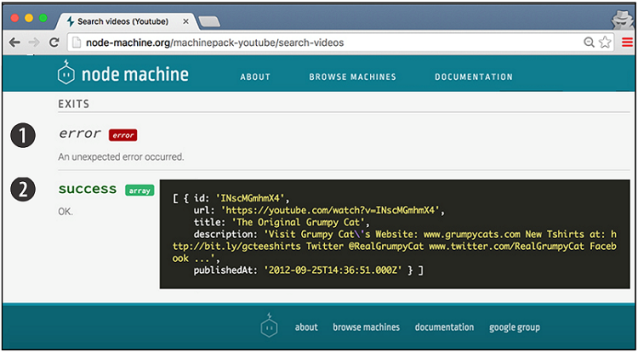 Search videos (Youtube)
node-machine.org/machinepack-youtube/search-videos
node machine
ABOUT
BROWSE MACHINES
DOCUMENTATION
EXITS
1
error error
An unexpected error occurred.
2
success array
OK.
[ { id: 'INscMGmhmX4',
url: 'https://youtube.com/watch?v=INscMGmhmX4',
title: 'The Original Grumpy Cat',
description: 'Visit Grumpy Cat\'s Website: www.grumpycats.com New Tshirts at: h
ttp://bit.ly/gcteeshirts Twitter @RealGrumpyCat www.twitter.com/RealGrumpyCat Faceb
ook ...',
publishedAt: '2012-09-25T14:36:51.000Z' } ]
about
browse machines
documentation
google group